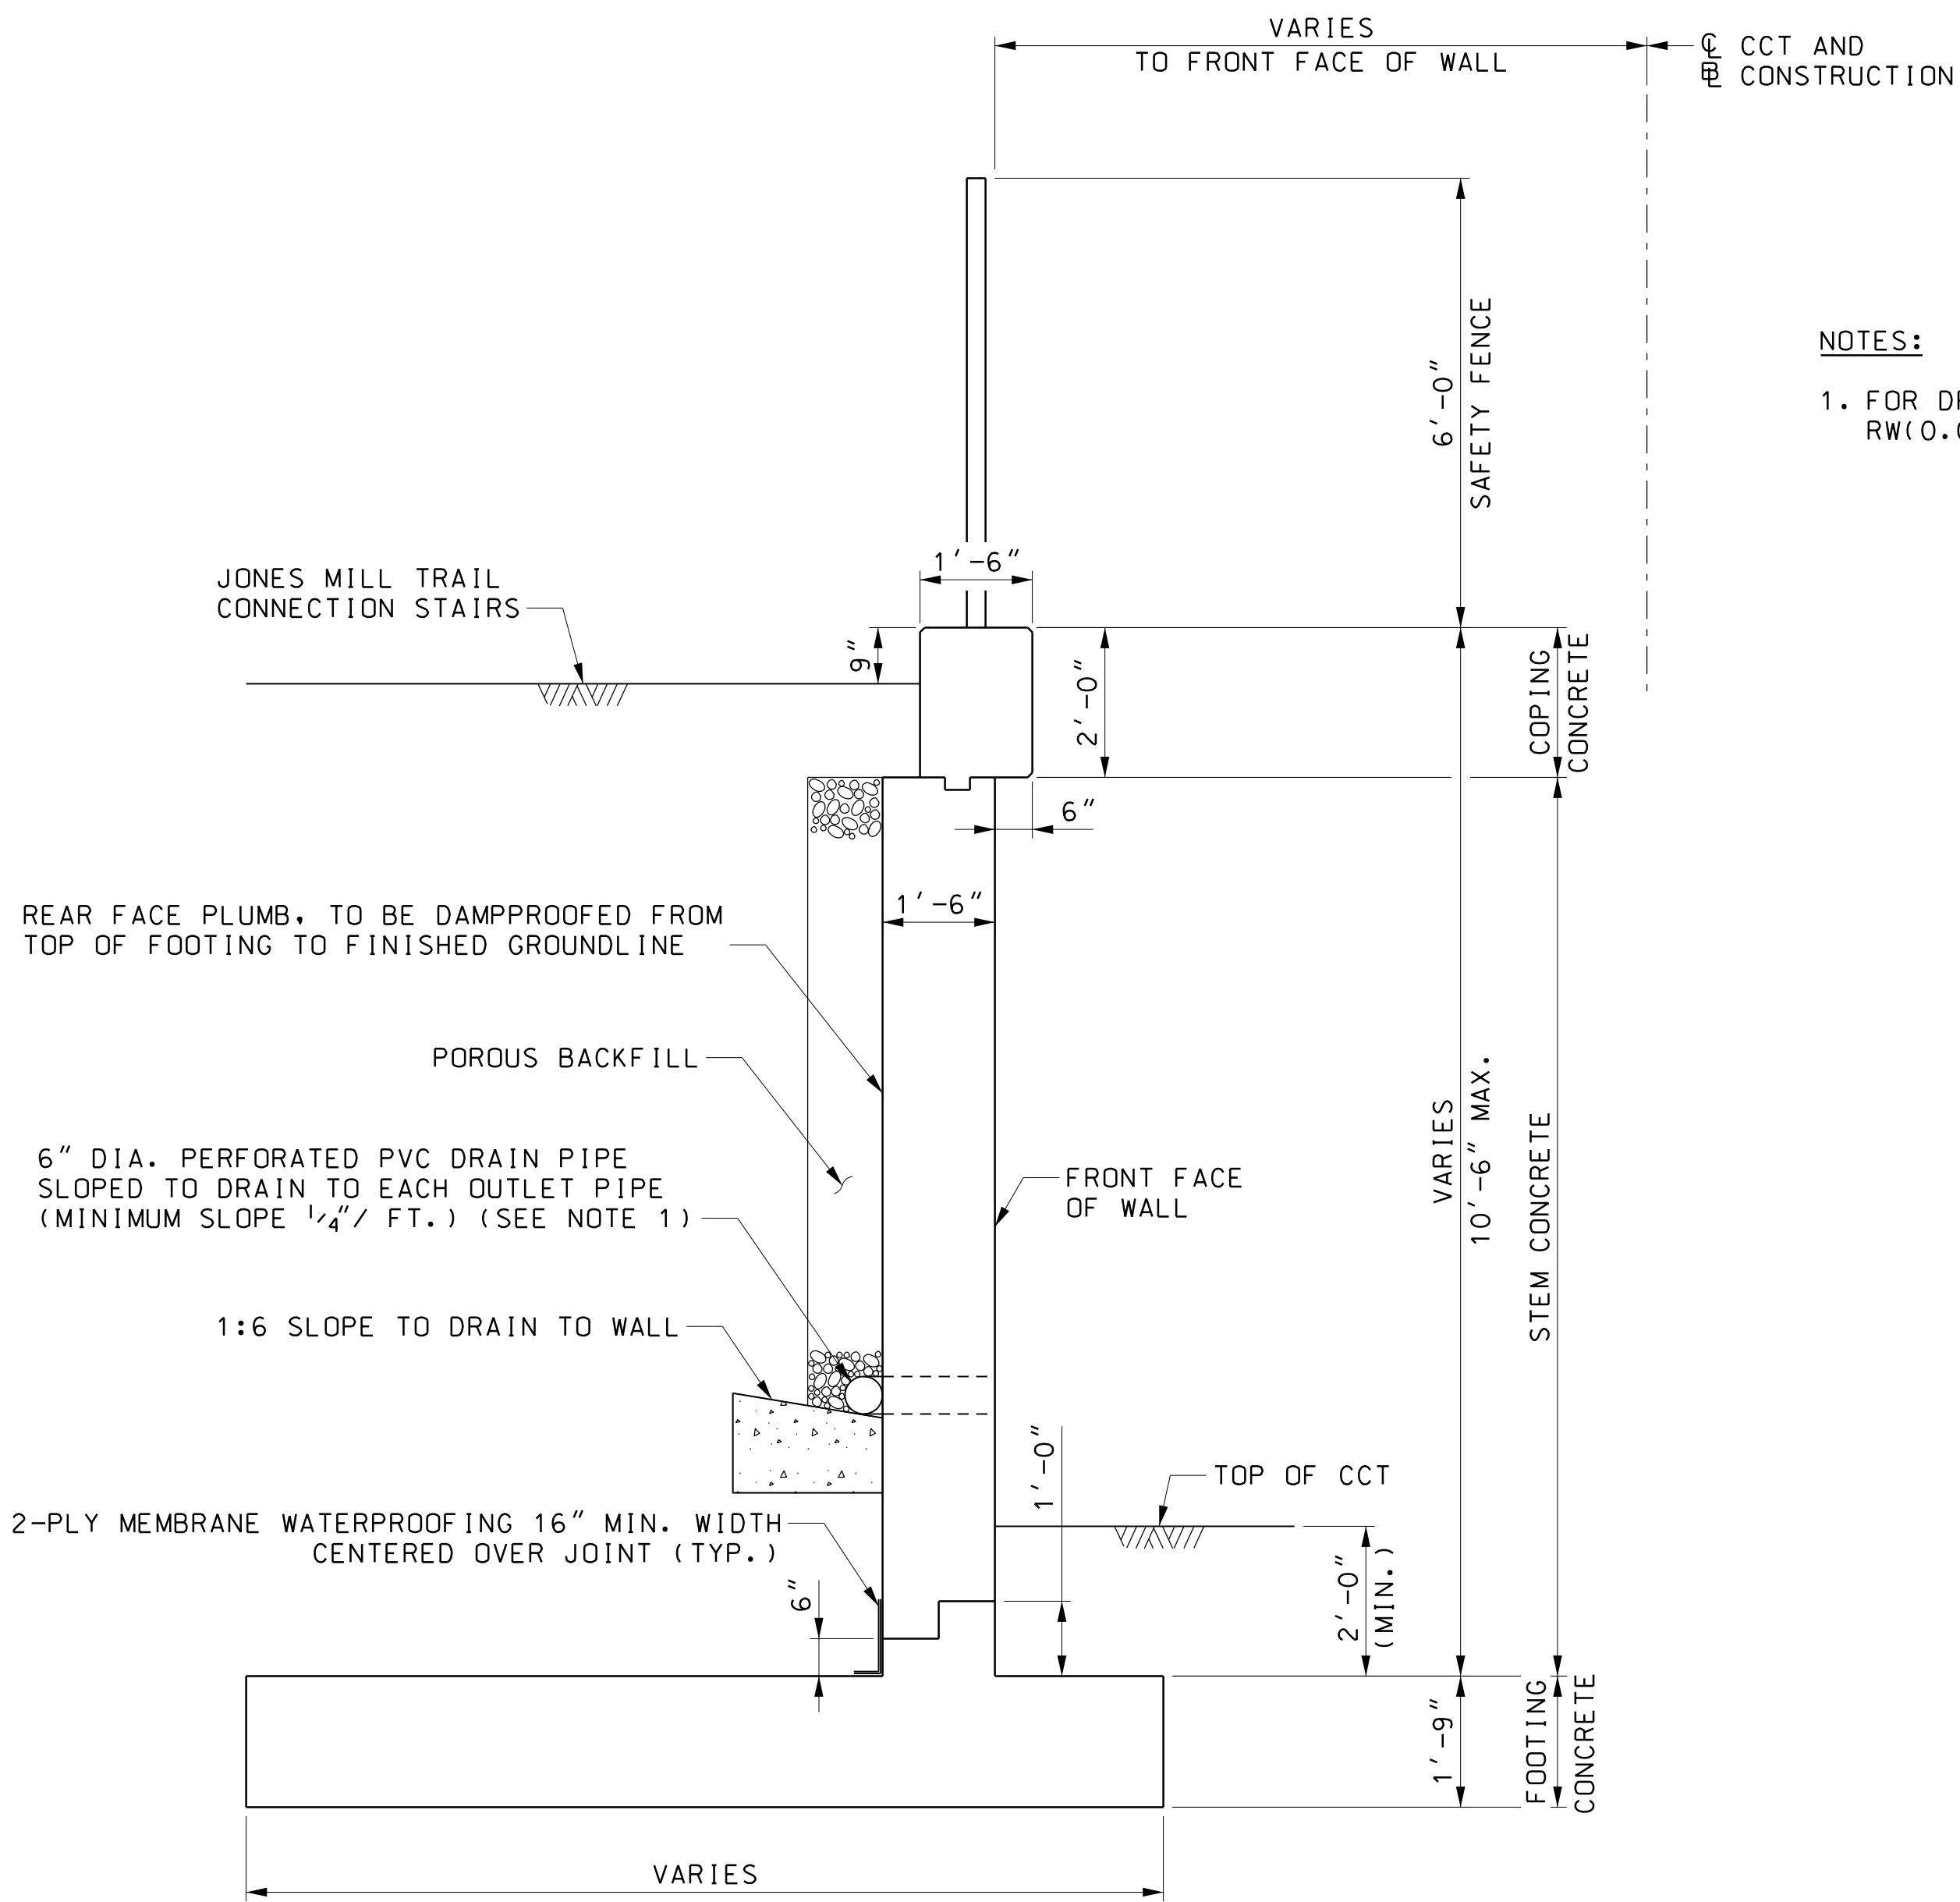 VARIES
TO FRONT FACE OF WALL
℄ CCT AND
CONSTRUCTION
NOTES:
1. FOR
RW(0.
6'-0"
SAFETY FENCE
1'-6"
JONES MILL TRAIL
CONNECTION STAIRS
9"
2'-0"
COPING
CONCRETE
6"
1'-6"
REAR FACE PLUMB, TO BE DAMPPROOFED FROM
TOP OF FOOTING TO FINISHED GROUNDLINE
POROUS BACKFILL
6" DIA. PERFORATED PVC DRAIN PIPE
SLOPED TO DRAIN TO EACH OUTLET PIPE
(MINIMUM SLOPE 1/4"/ FT.) (SEE NOTE 1)
FRONT FACE
OF WALL
VARIES
10'-6" MAX.
STEM CONCRETE
1:6 SLOPE TO DRAIN TO WALL
1'-0"
TOP OF CCT
2-PLY MEMBRANE WATERPROOFING 16" MIN. WIDTH
CENTERED OVER JOINT (TYP.)
6"
2'-0"
(MIN.)
1'-9"
FOOTING
CONCRETE
VARIES